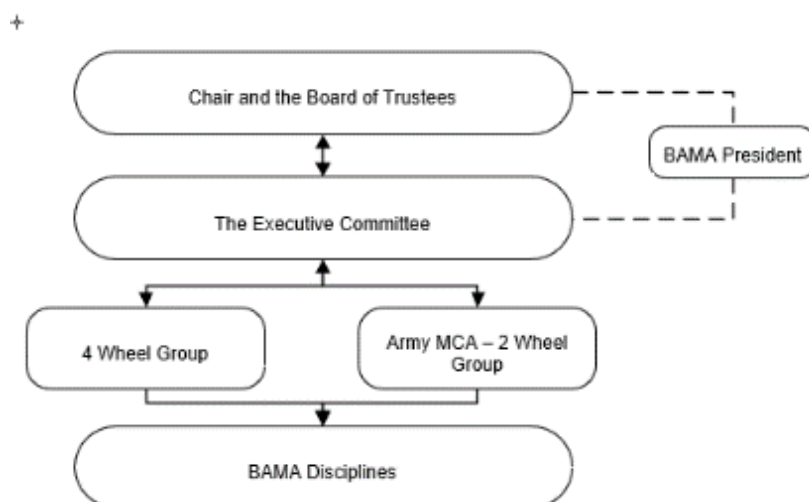 Chair and the Board of Trustees
BAMA President
The Executive Committee
4 Wheel Group
Army MCA – 2 Wheel
Group
BAMA Disciplines